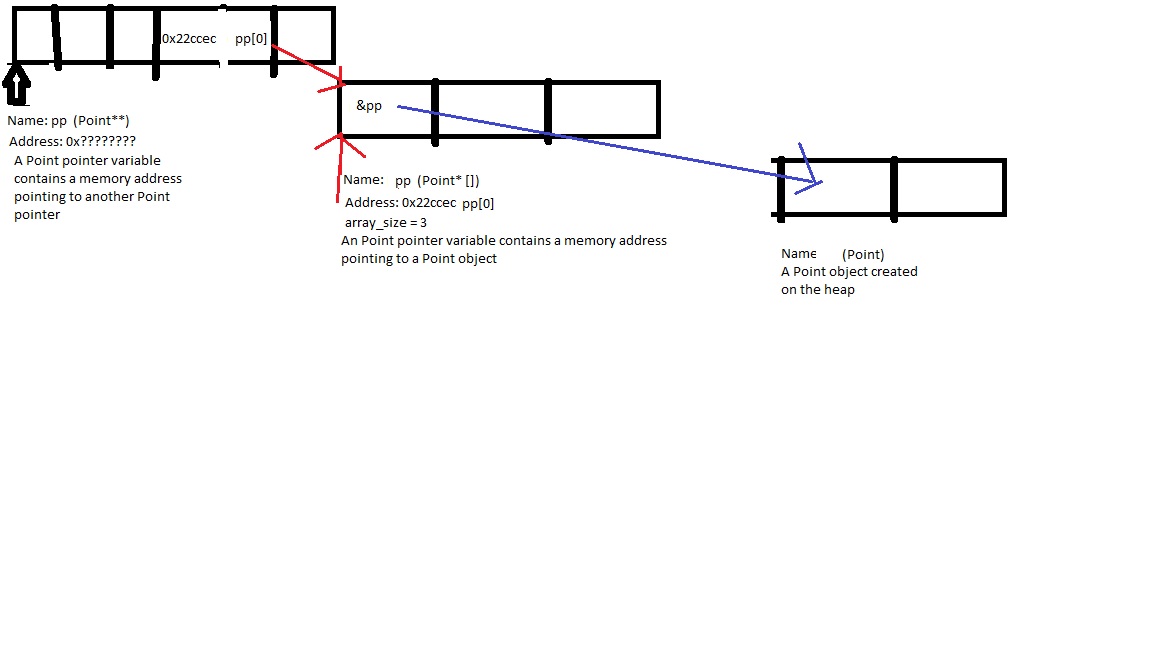 0x22ccec pp[0]
&pp
Name: pp (Point**)
Address: 0x????????
A Point pointer variable
contains a memory address
pointing to another Point
pointer
Name: pp (Point* [])
Address: 0x22ccec pp[0]
array_size = 3
An Point pointer variable contains a memory address
pointing to a Point object
Name (Point)
A Point object created
on the heap